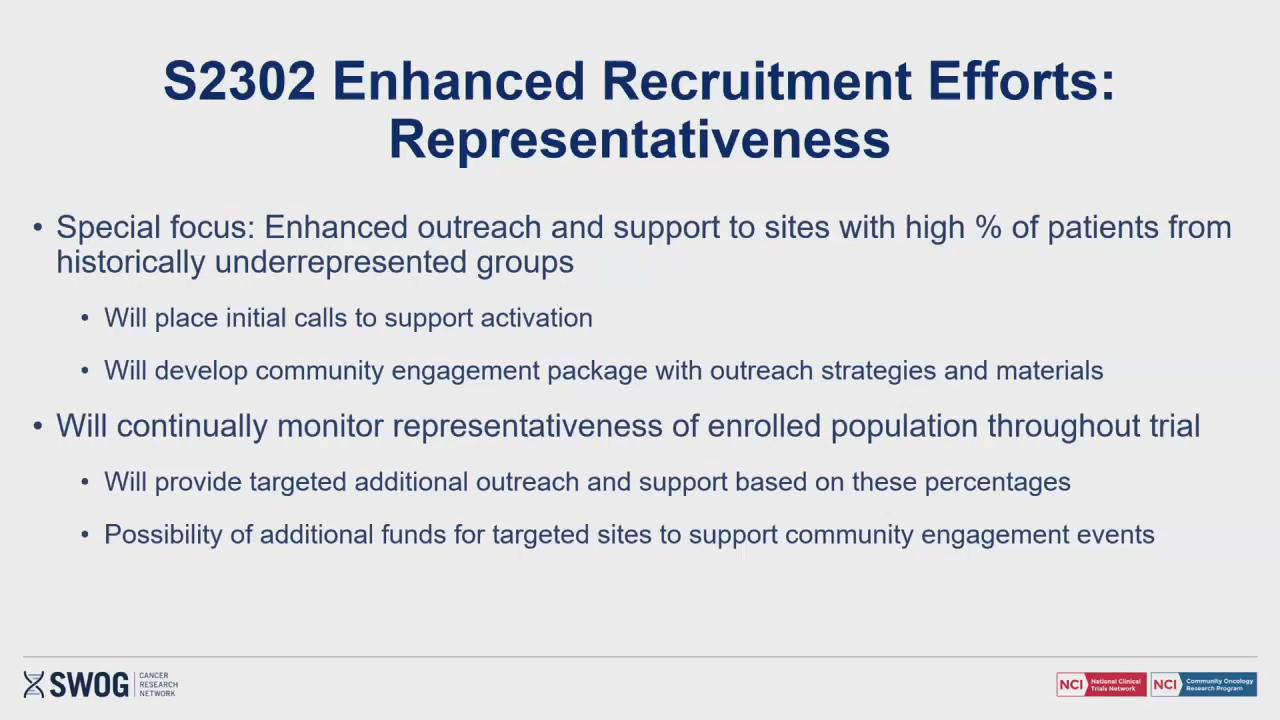 S2302 Enhanced Recruitment Efforts:
Representativeness
• Special focus: Enhanced outreach and support to sites with high % of patients from
historically underrepresented groups
• Will place initial calls to support activation
• Will develop community engagement package with outreach strategies and materials
• Will continually monitor representativeness of enrolled population throughout trial
• Will provide targeted additional outreach and support based on these percentages
• Possibility of additional funds for targeted sites to support community engagement events
SWOG
CANCER
RESEARCH
NETWORK
NCI
National Clinical
Trials Network
NCI
Community Oncology
Research Program